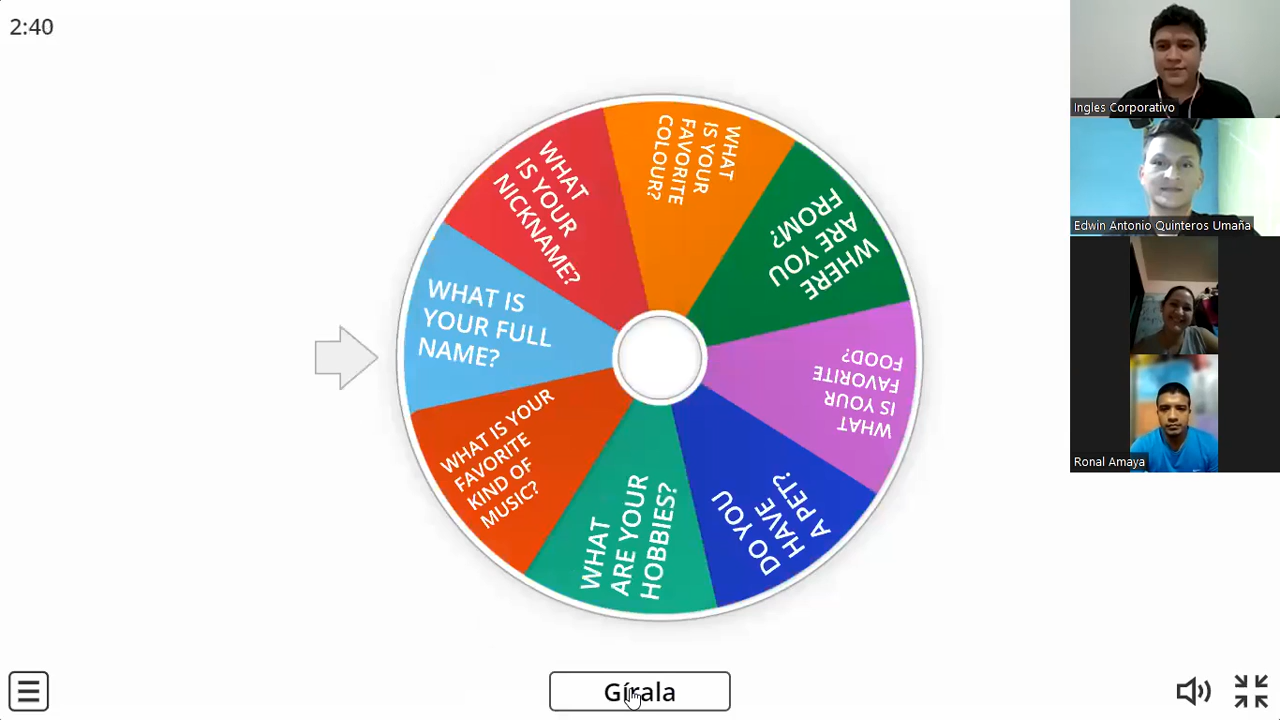 2:40
WHAT
IS YOUR
FAVORITE
COLOUR?
WHERE
ARE YOU
FROM?
WHAT
IS YOUR
FAVORITE
FOOD?
DO YOU
HAVE
A PET?
WHAT
ARE YOUR
HOBBIES?
WHAT IS YOUR
FAVORITE
KIND OF
MUSIC?
WHAT IS
YOUR FULL
NAME?
WHAT
IS YOUR
NICKNAME?
Gírala
Ingles Corporativo
Edwin Antonio Quinteros Umaña
Ronal Amaya